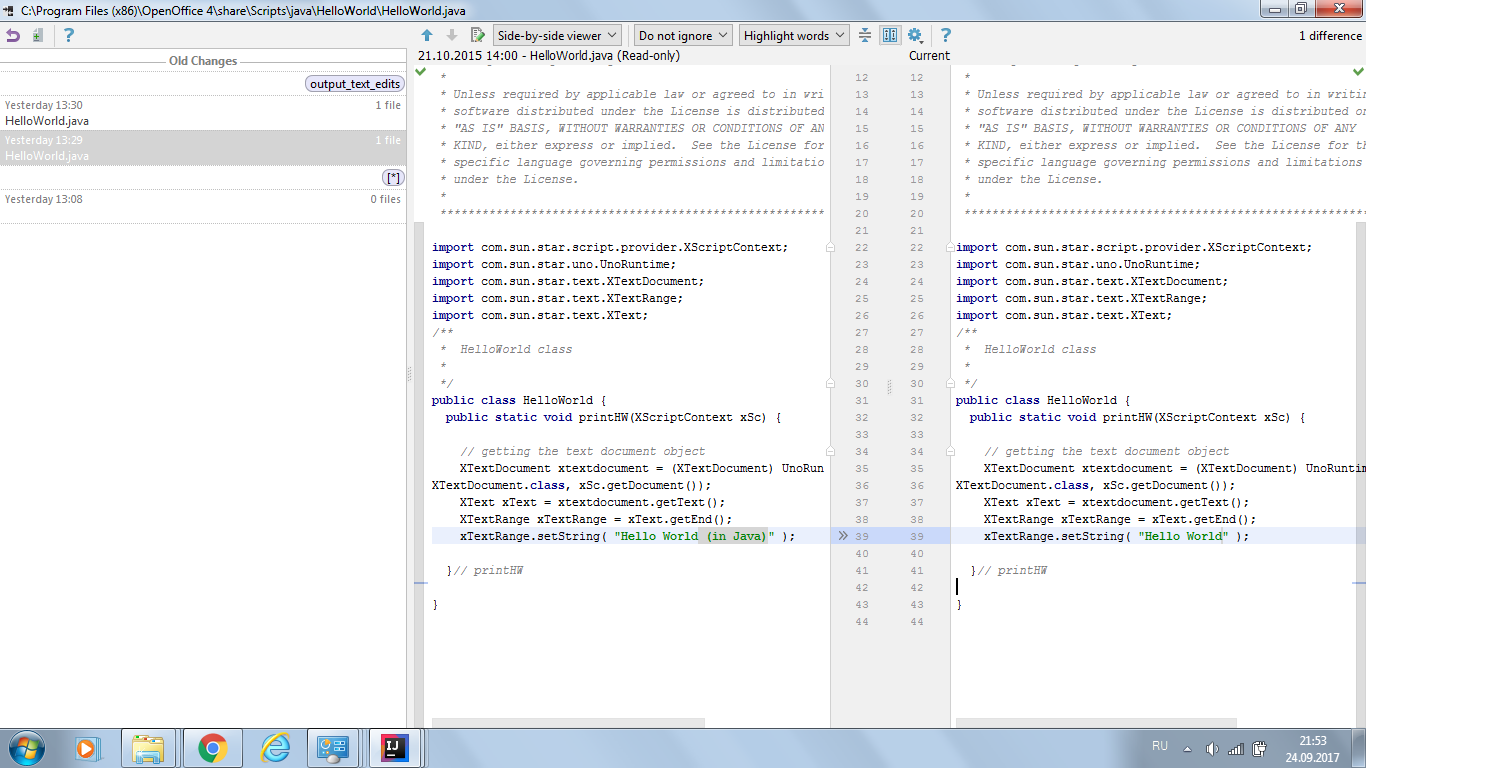 C:\Program Files (x86)\OpenOffice 4\share\Scripts\java\HelloWorld\HelloWorld.java
Side-by-side viewer
Do not ignore
Highlight words
?
?
1 difference
Old Changes
output_text_edits
Yesterday 13:30 1 file
HelloWorld.java
Yesterday 13:29 1 file
HelloWorld.java
[*]
Yesterday 13:08 0 files
21.10.2015 14:00 - HelloWorld.java (Read-only)
*
* Unless required by applicable law or agreed to in wri
* software distributed under the License is distributed
* "AS IS" BASIS, WITHOUT WARRANTIES OR CONDITIONS OF AN
* KIND, either express or implied.  See the License for
* specific language governing permissions and limitatio
* under the License.
*
********************************************************
import com.sun.star.script.provider.XScriptContext;
import com.sun.star.uno.UnoRuntime;
import com.sun.star.text.XTextDocument;
import com.sun.star.text.XTextRange;
import com.sun.star.text.XText;
/**
*  HelloWorld class
*
*/
public class HelloWorld {
public static void printHW(XScriptContext xSc) {
// getting the text document object
XTextDocument xtextdocument = (XTextDocument) UnoRun
XTextDocument.class, xSc.getDocument());
XText xText = xtextdocument.getText();
XTextRange xTextRange = xText.getEnd();
xTextRange.setString( "Hello World (in Java)" );
}// printHW
}
12 12
13 13
14 14
15 15
16 16
17 17
18 18
19 19
20 20
21 21
22 22
23 23
24 24
25 25
26 26
27 27
28 28
29 29
30 30
31 31
32 32
33 33
34 34
35 35
36 36
37 37
38 38
39 39
40 40
41 41
42 42
43 43
44 44
Current
*
* Unless required by applicable law or agreed to in writin
* software distributed under the License is distributed on
* "AS IS" BASIS, WITHOUT WARRANTIES OR CONDITIONS OF ANY
* KIND, either express or implied.  See the License for th
* specific language governing permissions and limitations
* under the License.
*
***********************************************************
import com.sun.star.script.provider.XScriptContext;
import com.sun.star.uno.UnoRuntime;
import com.sun.star.text.XTextDocument;
import com.sun.star.text.XTextRange;
import com.sun.star.text.XText;
/**
*  HelloWorld class
*
*/
public class HelloWorld {
public static void printHW(XScriptContext xSc) {
// getting the text document object
XTextDocument xtextdocument = (XTextDocument) UnoRuntim
XTextDocument.class, xSc.getDocument());
XText xText = xtextdocument.getText();
XTextRange xTextRange = xText.getEnd();
xTextRange.setString( "Hello World" );
}// printHW
}
IJ
RU
21:53
24.09.2017